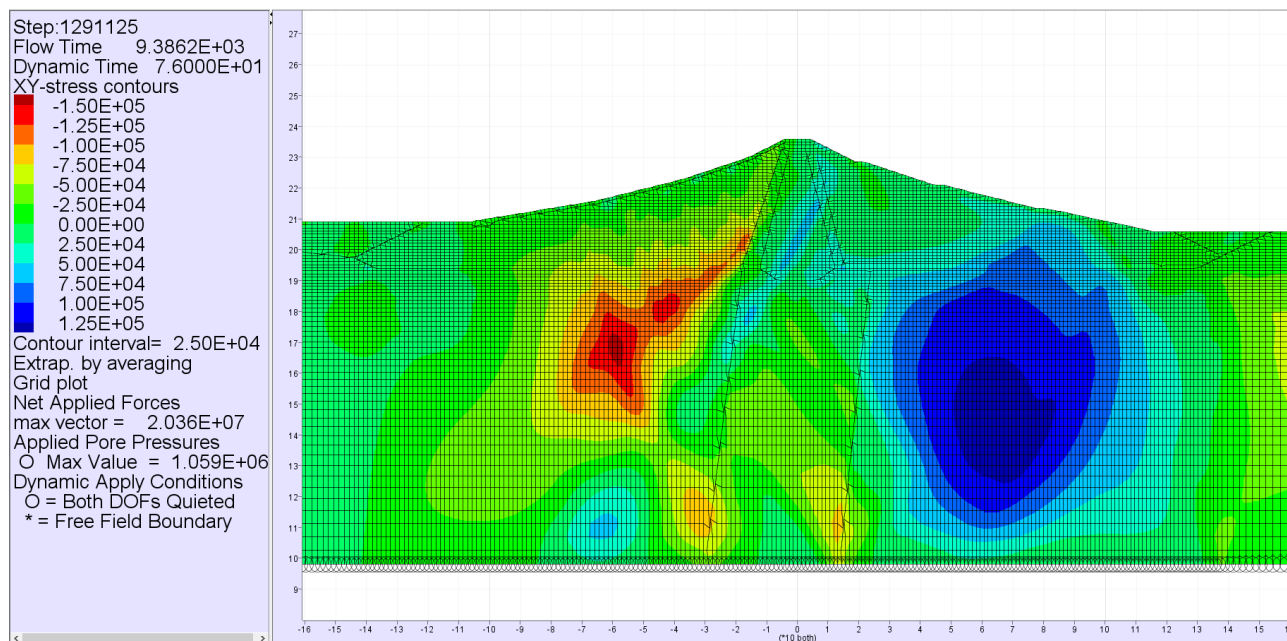 Step:1291125
Flow Time 9.3862E+03
Dynamic Time 7.6000E+01
XY-stress contours
-1.50E+05
-1.25E+05
-1.00E+05
-7.50E+04
-5.00E+04
-2.50E+04
0.00E+00
2.50E+04
5.00E+04
7.50E+04
1.00E+05
1.25E+05
Contour interval= 2.50E+04
Extrap. by averaging
Grid plot
Net Applied Forces
max vector = 2.036E+07
Applied Pore Pressures
O Max Value = 1.059E+06
Dynamic Apply Conditions
O = Both DOFs Quieted
* = Free Field Boundary
27
26
25
24
23
22
21
20
19
18
17
16
15
14
13
12
11
10
9
-16 -15 -14 -13 -12 -11 -10 -9 -8 -7 -6 -5 -4 -3 -2 -1 0 1 2 3 4 5 6 7 8 9 10 11 12 13 14 15
(*10 both)